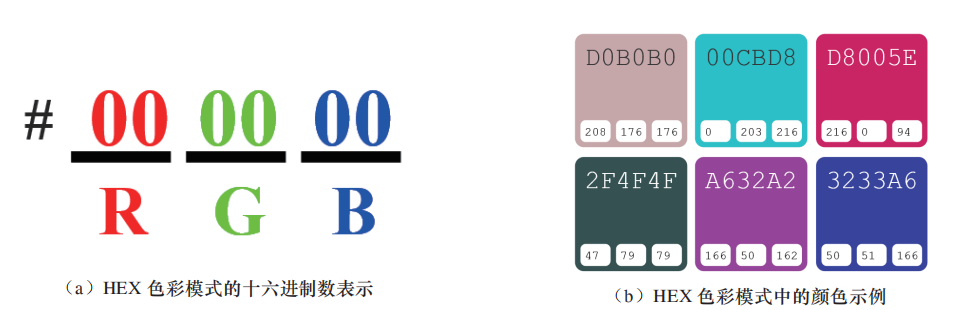 # 00 00 00
R G B
（a）HEX 色彩模式的十六进制数表示
D0B0B0 00CBD8 D8005E
208 176 176 0 203 216 216 0 94
2F4F4F A632A2 3233A6
47 79 79 166 50 162 50 51 166
（b）HEX 色彩模式中的颜色示例